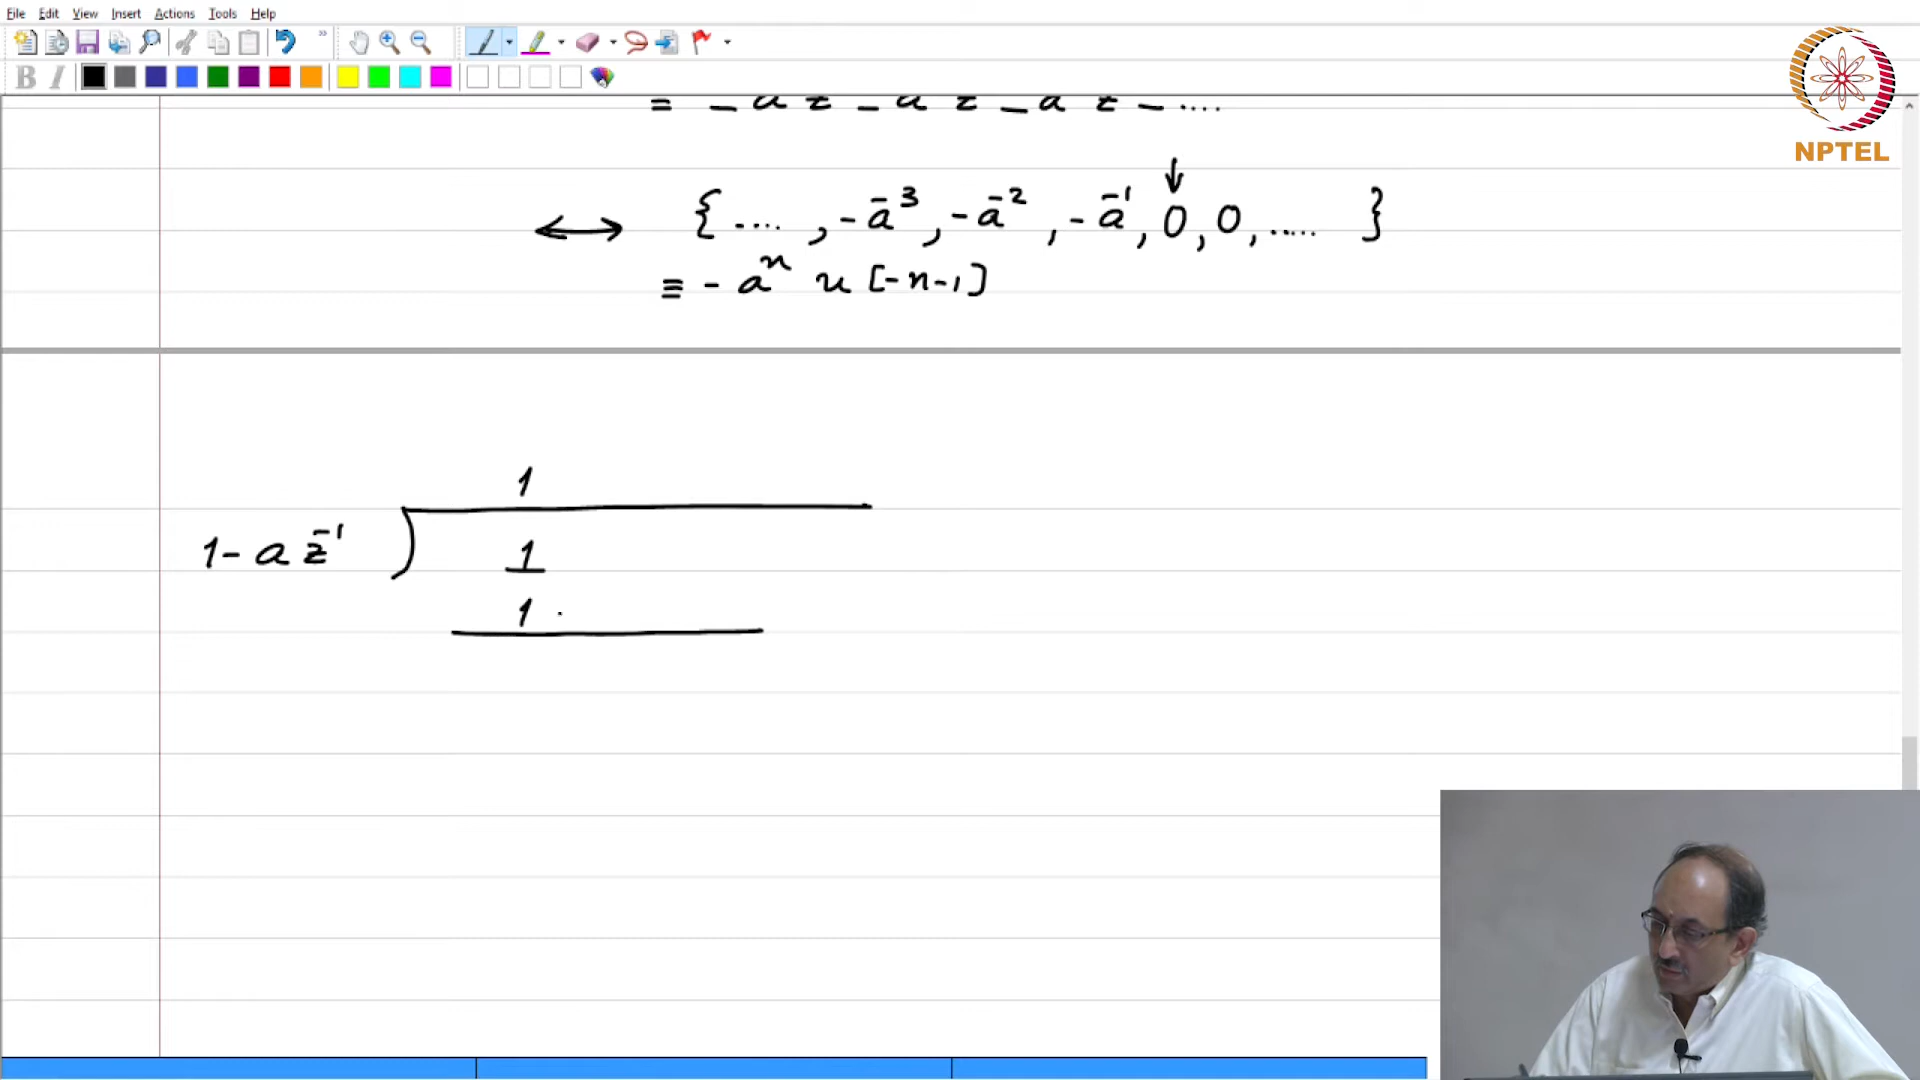 File Edit View Insert Actions Tools Help
B I
NPTEL
= - a z - a z - a z - ....
↔ { ...., -a⁻³, -a⁻², -a⁻¹, 0, 0, ..... }
≡ - aⁿ u [-n-1]
1
1 - a z⁻¹ ) 1
1